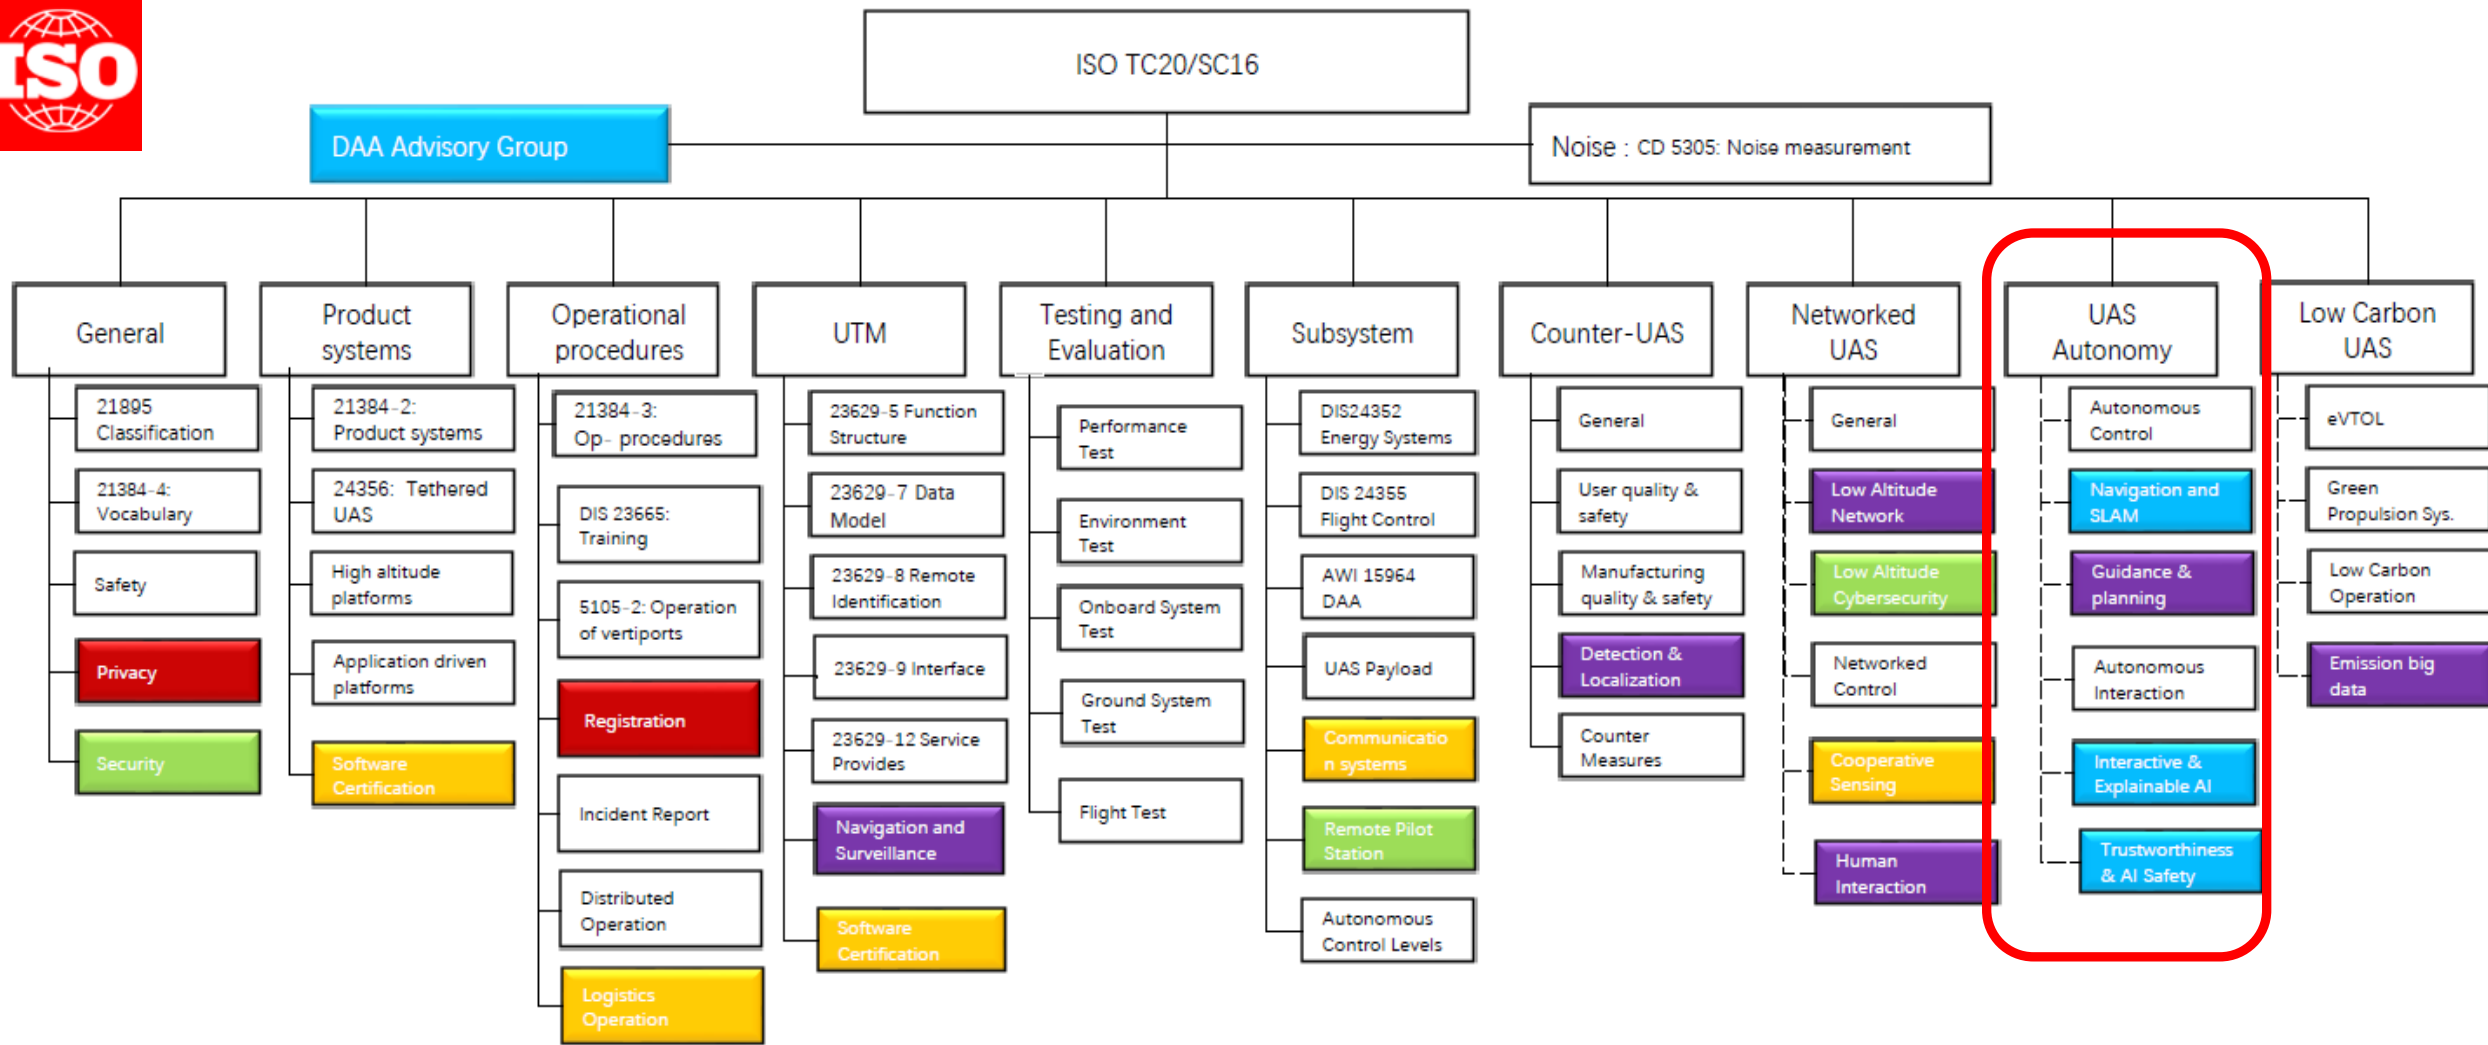 ISO
ISO TC20/SC16
DAA Advisory Group
Noise : CD 5305: Noise measurement
General
21895
Classification
21384-4:
Vocabulary
Safety
Privacy
Security
Product
systems
21384-2:
Product systems
24356: Tethered
UAS
High altitude
platforms
Application driven
platforms
Software
Certification
Operational
procedures
21384-3:
Op- procedures
DIS 23665:
Training
5105-2: Operation
of vertiports
Registration
Incident Report
Distributed
Operation
Logistics
Operation
UTM
23629-5 Function
Structure
23629-7 Data
Model
23629-8 Remote
Identification
23629-9 Interface
23629-12 Service
Provides
Navigation and
Surveillance
Software
Certification
Testing and
Evaluation
Performance
Test
Environment
Test
Onboard System
Test
Ground System
Test
Flight Test
Subsystem
DIS24352
Energy Systems
DIS 24355
Flight Control
AWI 15964
DAA
UAS Payload
Communicatio
n systems
Remote Pilot
Station
Autonomous
Control Levels
Counter-UAS
General
User quality &
safety
Manufacturing
quality & safety
Detection &
Localization
Counter
Measures
Networked
UAS
General
Low Altitude
Network
Low Altitude
Cybersecurity
Networked
Control
Cooperative
Sensing
Human
Interaction
UAS
Autonomy
Autonomous
Control
Navigation and
SLAM
Guidance &
planning
Autonomous
Interaction
Interactive &
Explainable AI
Trustworthiness
& AI Safety
Low Carbon
UAS
eVTOL
Green
Propulsion Sys.
Low Carbon
Operation
Emission big
data